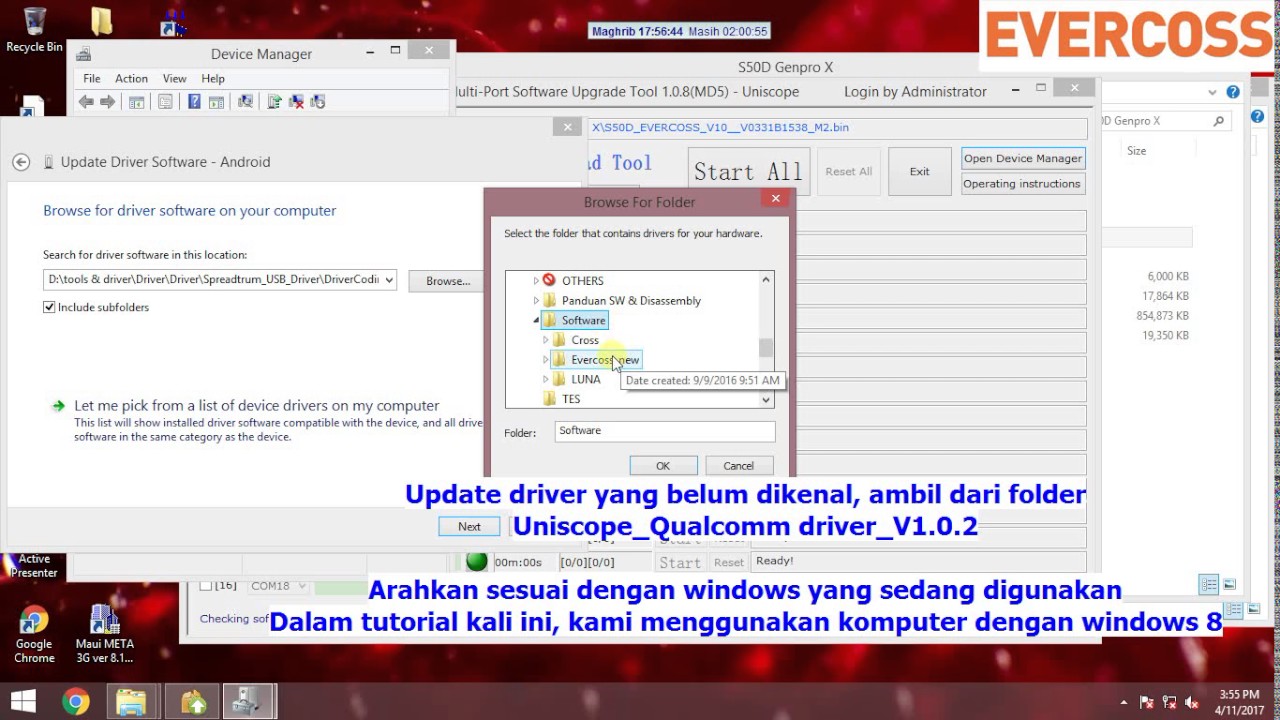 Recycle Bin
Maghrib 17:56:44 Masih 02:00:55
EVERCOSS
Device Manager
File Action View Help
S50D Genpro X
Multi-Port Software Upgrade Tool 1.0.8(MD5) - Uniscope Login by Administrator
X\S50D_EVERCOSS_V10__V0331B1538_M2.bin
0D Genpro X
Size
Tool
Start All
Reset All
Exit
Open Device Manager
Operating instructions
Update Driver Software - Android
Browse for driver software on your computer
Search for driver software in this location:
D:\tools & driver\Driver\Driver\Spreadtrum_USB_Driver\DriverCodi
Browse...
Include subfolders
Let me pick from a list of device drivers on my computer
This list will show installed driver software compatible with the device, and all driver
software in the same category as the device.
Next
Browse For Folder
Select the folder that contains drivers for your hardware.
OTHERS
Panduan SW & Disassembly
Software
Cross
Evercoss new
LUNA
Date created: 9/9/2016 9:51 AM
TES
Folder: Software
OK Cancel
6,000 KB
17,864 KB
854,873 KB
19,350 KB
Update driver yang belum dikenal, ambil dari folder
Uniscope_Qualcomm driver_V1.0.2
00m:00s [0/0][0/0] Start Reset Ready!
[16] COM18
Arahkan sesuai dengan windows yang sedang digunakan
Dalam tutorial kali ini, kami menggunakan komputer dengan windows 8
Checking
Active
Presenter
Google
Chrome
Maui META
3G ver 8.1...
3:55 PM
4/11/2017